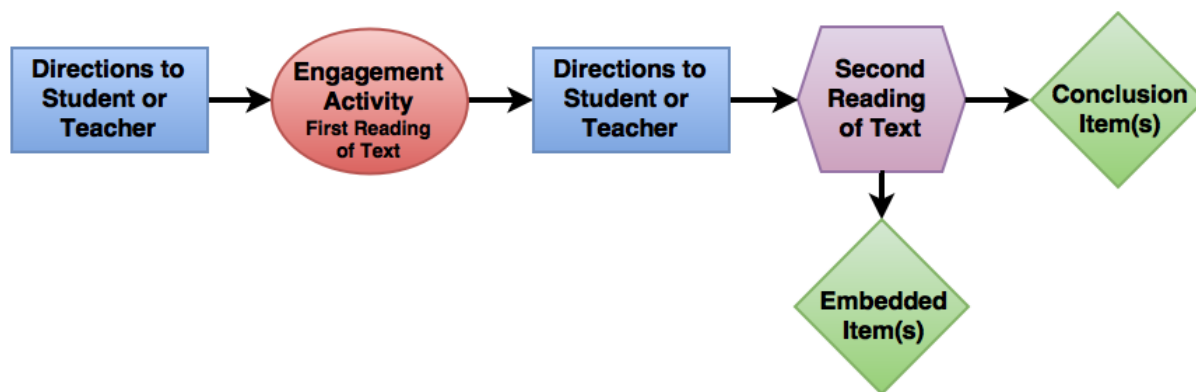 Directions to
Student or
Teacher
Engagement
Activity
First Reading
of Text
Directions to
Student or
Teacher
Second
Reading
of Text
Conclusion
Item(s)
Embedded
Item(s)